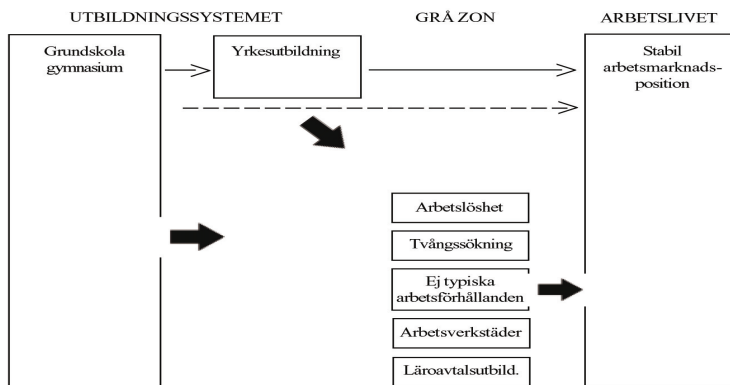 UTBILDNINGSSYSTEMET
GRÅ ZON
ARBETSLIVET
Grundskola
gymnasium
Yrkesutbildning
Stabil
arbetsmarknads-
position
Arbetslöshet
Tvångssökning
Ej typiska
arbetsförhållanden
Arbetsverkstäder
Läroavtalsutbild.